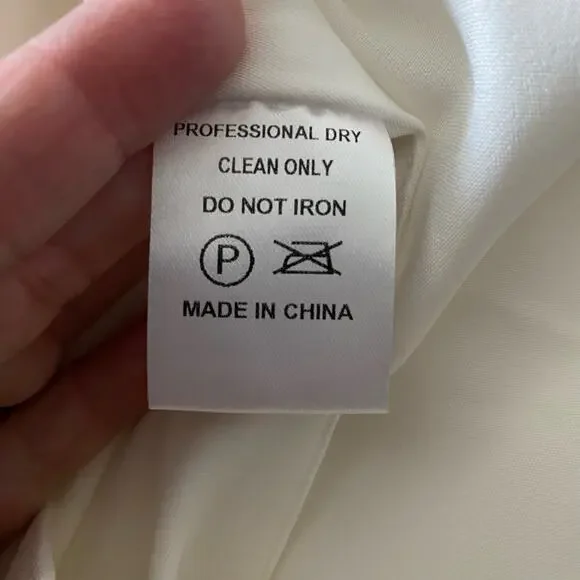 PROFESSIONAL DRY
CLEAN ONLY
DO NOT IRON
P
MADE IN CHINA